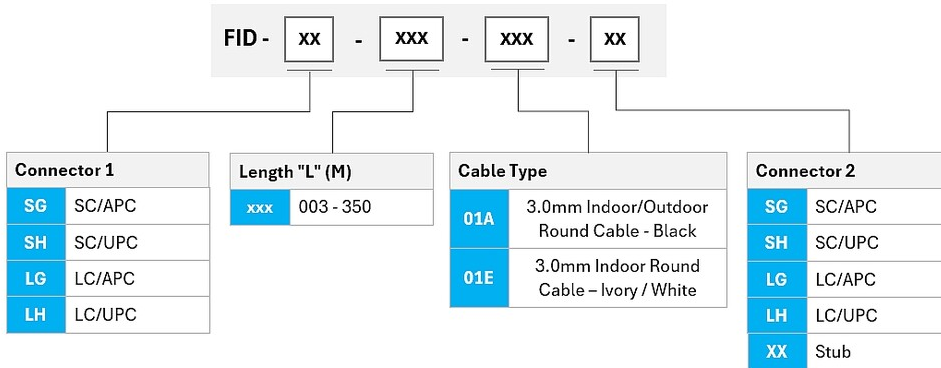 FID - XX - XXX - XXX - XX
Connector 1
SG SC/APC
SH SC/UPC
LG LC/APC
LH LC/UPC
Length "L" (M)
xxx 003 - 350
Cable Type
01A 3.0mm Indoor/Outdoor
Round Cable - Black
01E 3.0mm Indoor Round
Cable – Ivory / White
Connector 2
SG SC/APC
SH SC/UPC
LG LC/APC
LH LC/UPC
XX Stub